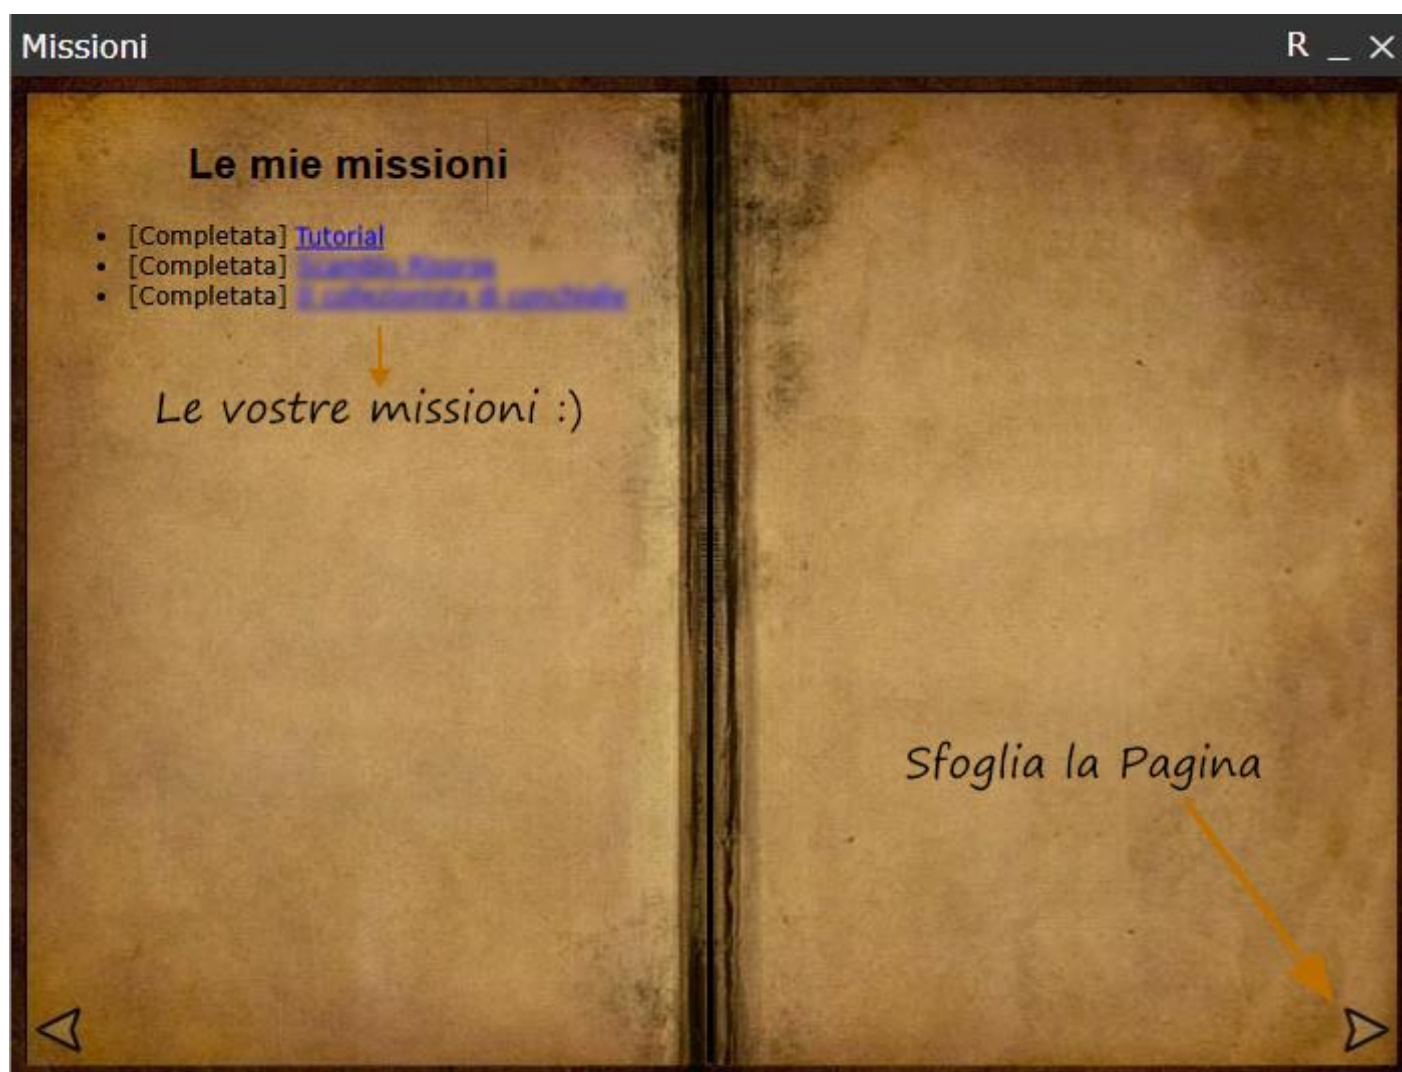 Missioni R _ ×
Le mie missioni
• [Completata] Tutorial
• [Completata]
• [Completata]
Le vostre missioni :)
Sfoglia la Pagina